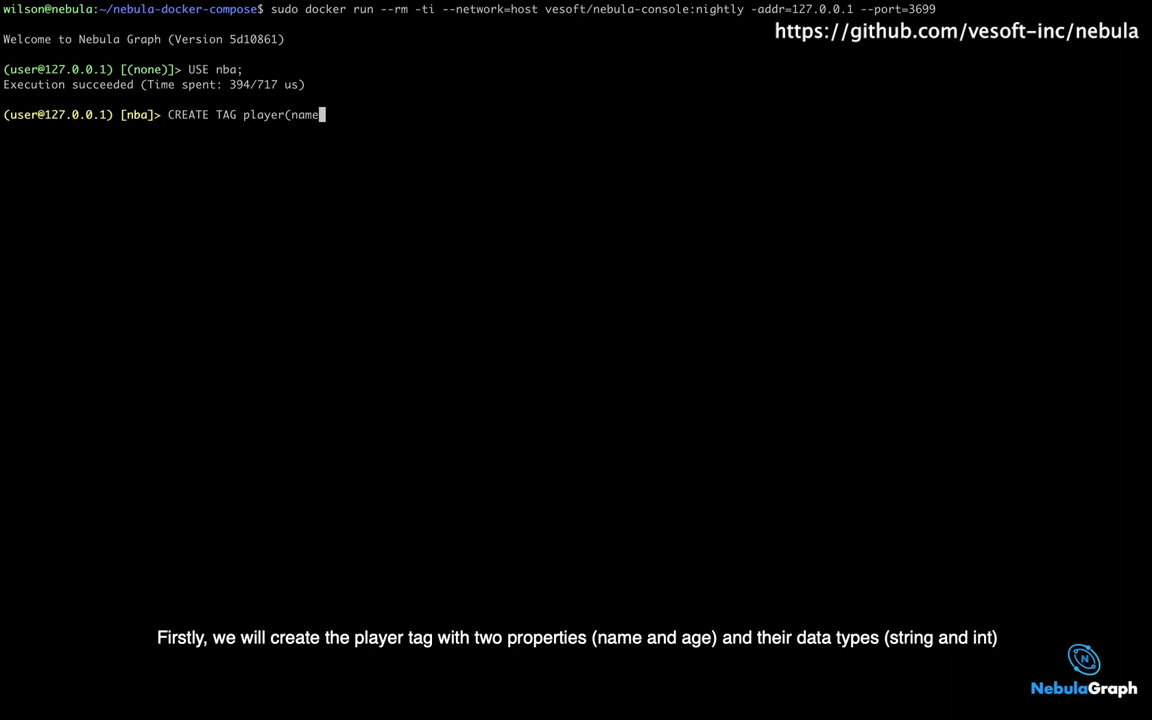 wilson@nebula:~/nebula-docker-compose$ sudo docker run --rm -ti --network=host vesoft/nebula-console:nightly -addr=127.0.0.1 --port=3699
https://github.com/vesoft-inc/nebula
Welcome to Nebula Graph (Version 5d10861)
(user@127.0.0.1) [(none)]> USE nba;
Execution succeeded (Time spent: 394/717 us)
(user@127.0.0.1) [nba]> CREATE TAG player(name
Firstly, we will create the player tag with two properties (name and age) and their data types (string and int)
N
NebulaGraph